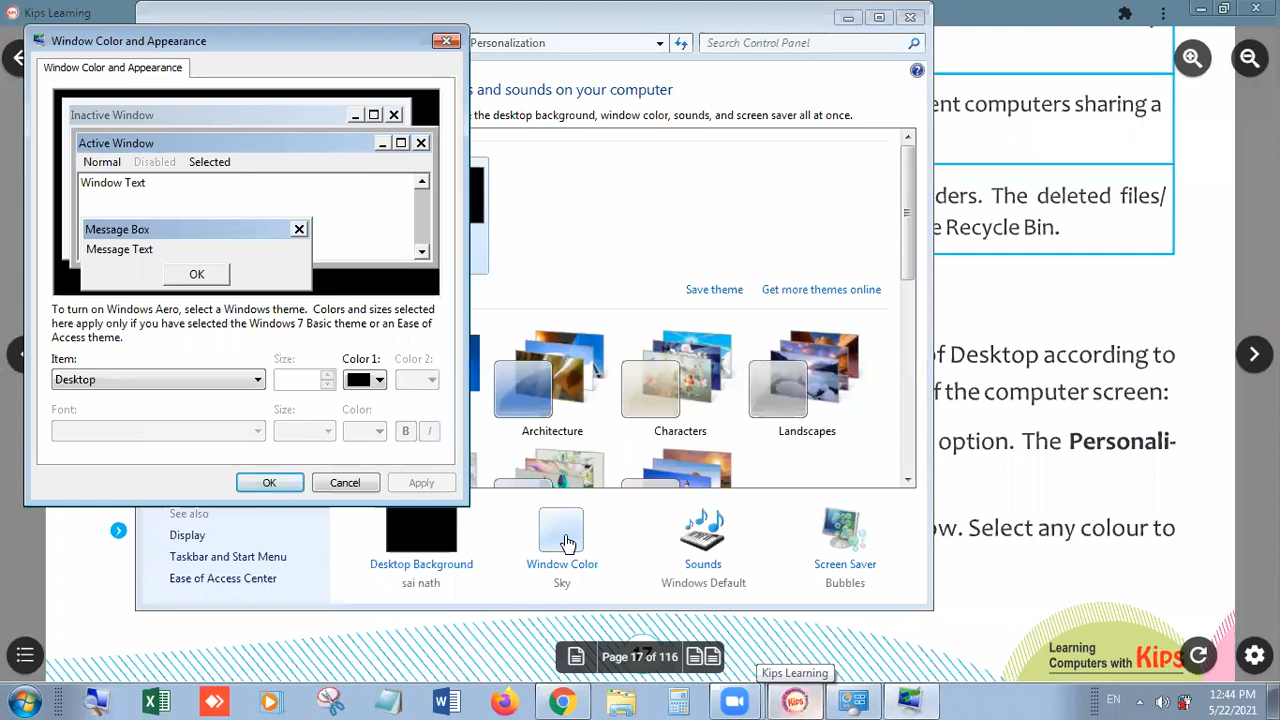 Kips Learning
Window Color and Appearance
Window Color and Appearance
Inactive Window
Active Window
Normal Disabled Selected
Window Text
Message Box
Message Text
OK
To turn on Windows Aero, select a Windows theme. Colors and sizes selected
here apply only if you have selected the Windows 7 Basic theme or an Ease of
Access theme.
Item: Size: Color 1: Color 2:
Desktop
Font: Size: Color:
B I
OK Cancel Apply
Personalization
Search Control Panel
s and sounds on your computer
e the desktop background, window color, sounds, and screen saver all at once.
Save theme Get more themes online
Architecture Characters Landscapes
See also
Display
Taskbar and Start Menu
Ease of Access Center
Desktop Background
sai nath
Window Color
Sky
Sounds
Windows Default
Screen Saver
Bubbles
ent computers sharing a
ders. The deleted files/
e Recycle Bin.
of Desktop according to
of the computer screen:
option. The Personali-
ow. Select any colour to
Page 17 of 116
Learning
Computers with Kips
Kips Learning
Kips
EN
12:44 PM
5/22/2021